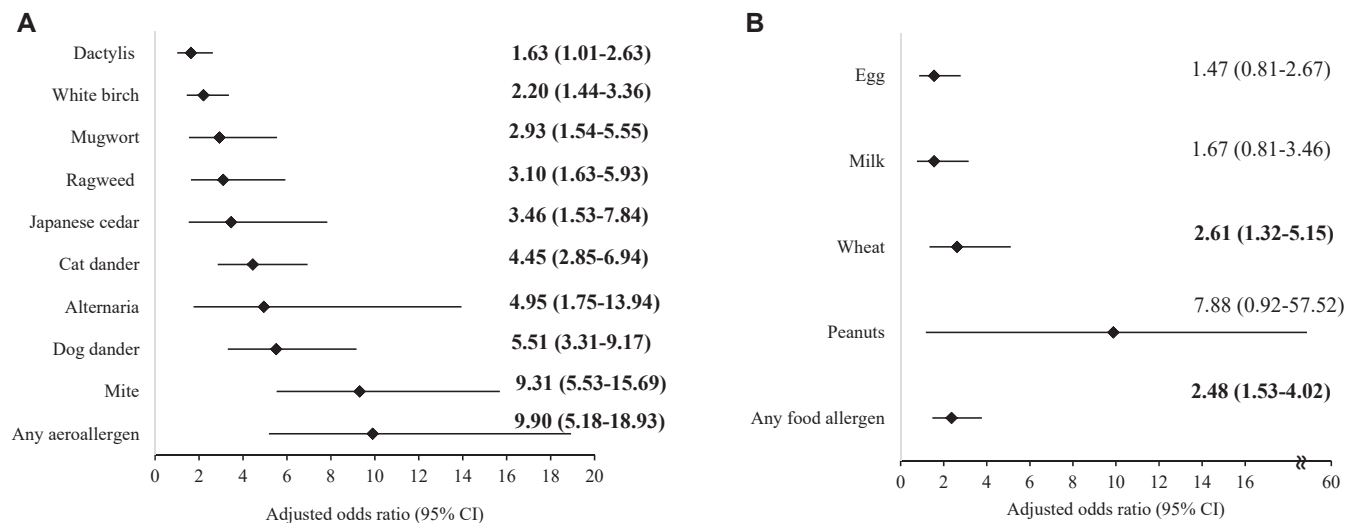 A
Dactylis 1.63 (1.01-2.63)
White birch 2.20 (1.44-3.36)
Mugwort 2.93 (1.54-5.55)
Ragweed 3.10 (1.63-5.93)
Japanese cedar 3.46 (1.53-7.84)
Cat dander 4.45 (2.85-6.94)
Alternaria 4.95 (1.75-13.94)
Dog dander 5.51 (3.31-9.17)
Mite 9.31 (5.53-15.69)
Any aeroallergen 9.90 (5.18-18.93)
0 2 4 6 8 10 12 14 16 18 20
Adjusted odds ratio (95% CI)
B
Egg 1.47 (0.81-2.67)
Milk 1.67 (0.81-3.46)
Wheat 2.61 (1.32-5.15)
Peanuts 7.88 (0.92-57.52)
Any food allergen 2.48 (1.53-4.02)
0 2 4 6 8 10 12 14 16 60
Adjusted odds ratio (95% CI)